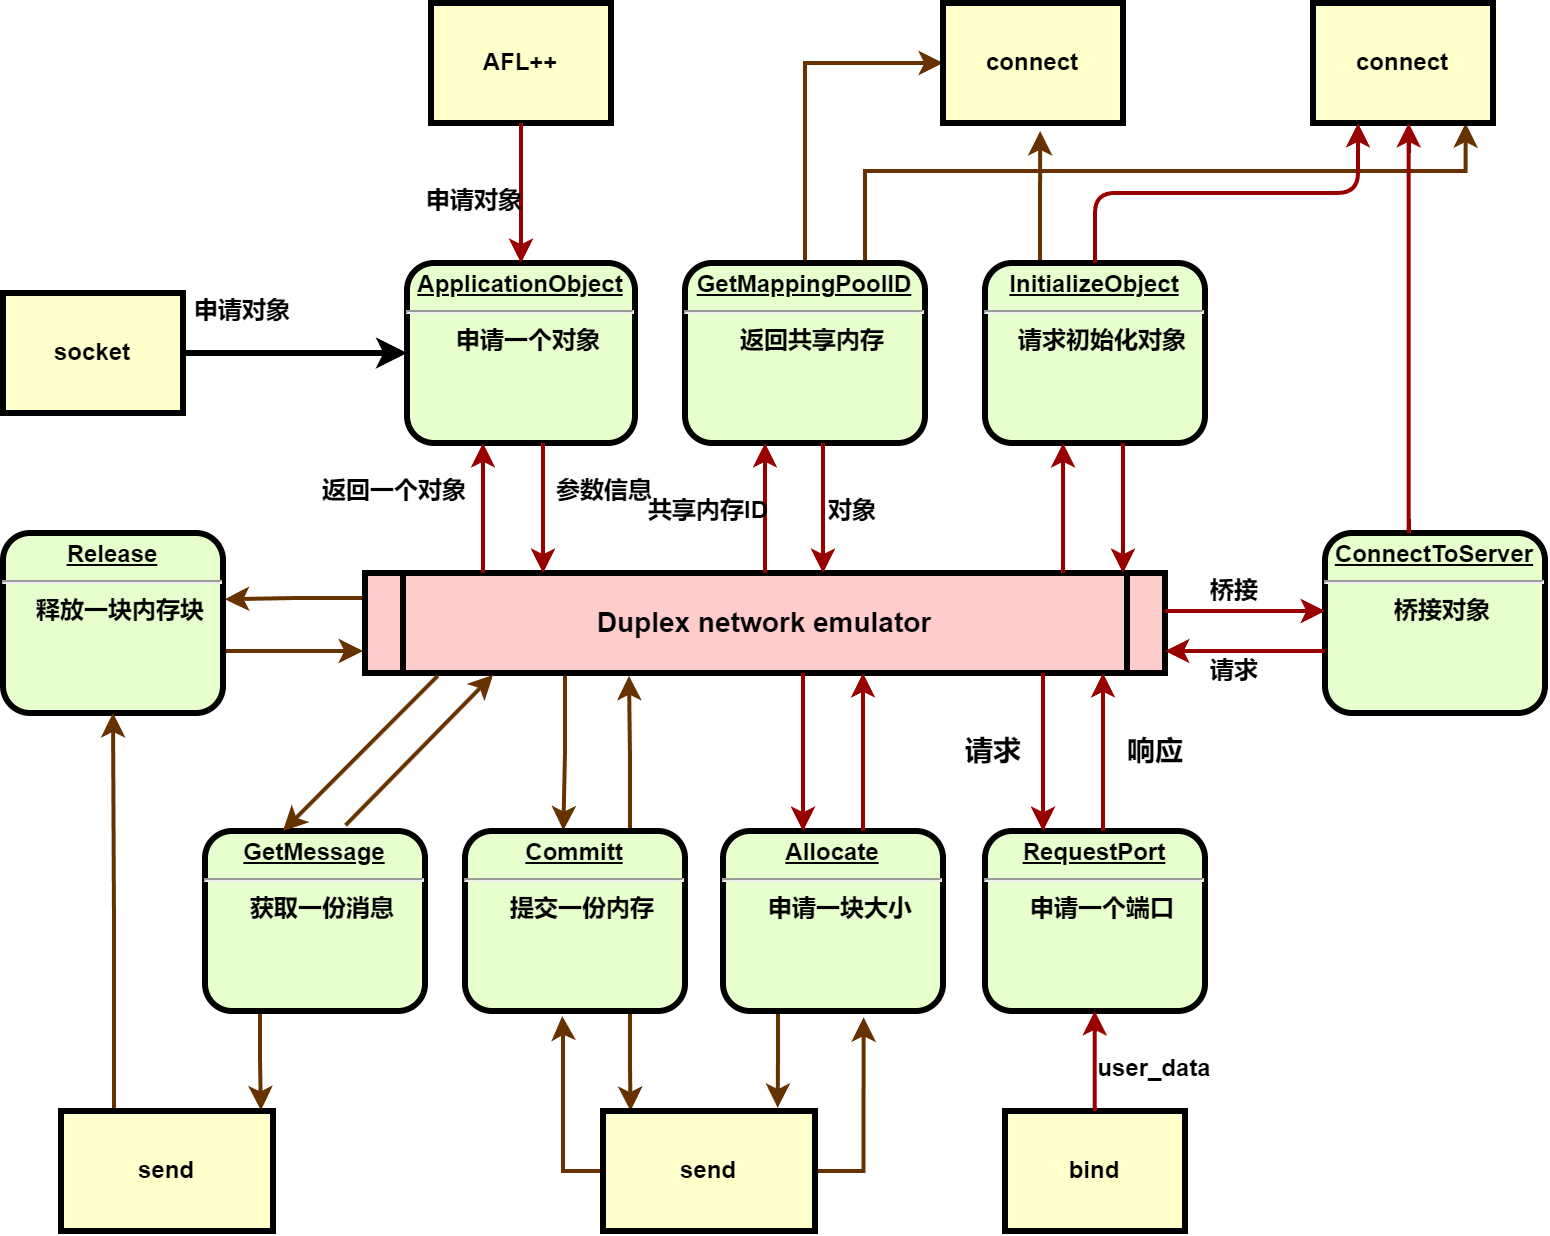 AFL++
connect
connect
申请对象
socket
申请对象
ApplicationObject
申请一个对象
GetMappingPoolID
返回共享内存
InitializeObject
请求初始化对象
返回一个对象
参数信息
共享内存ID
对象
Release
释放一块内存块
Duplex network emulator
桥接
请求
ConnectToServer
桥接对象
请求
响应
GetMessage
获取一份消息
Committ
提交一份内存
Allocate
申请一块大小
RequestPort
申请一个端口
user_data
send
send
bind